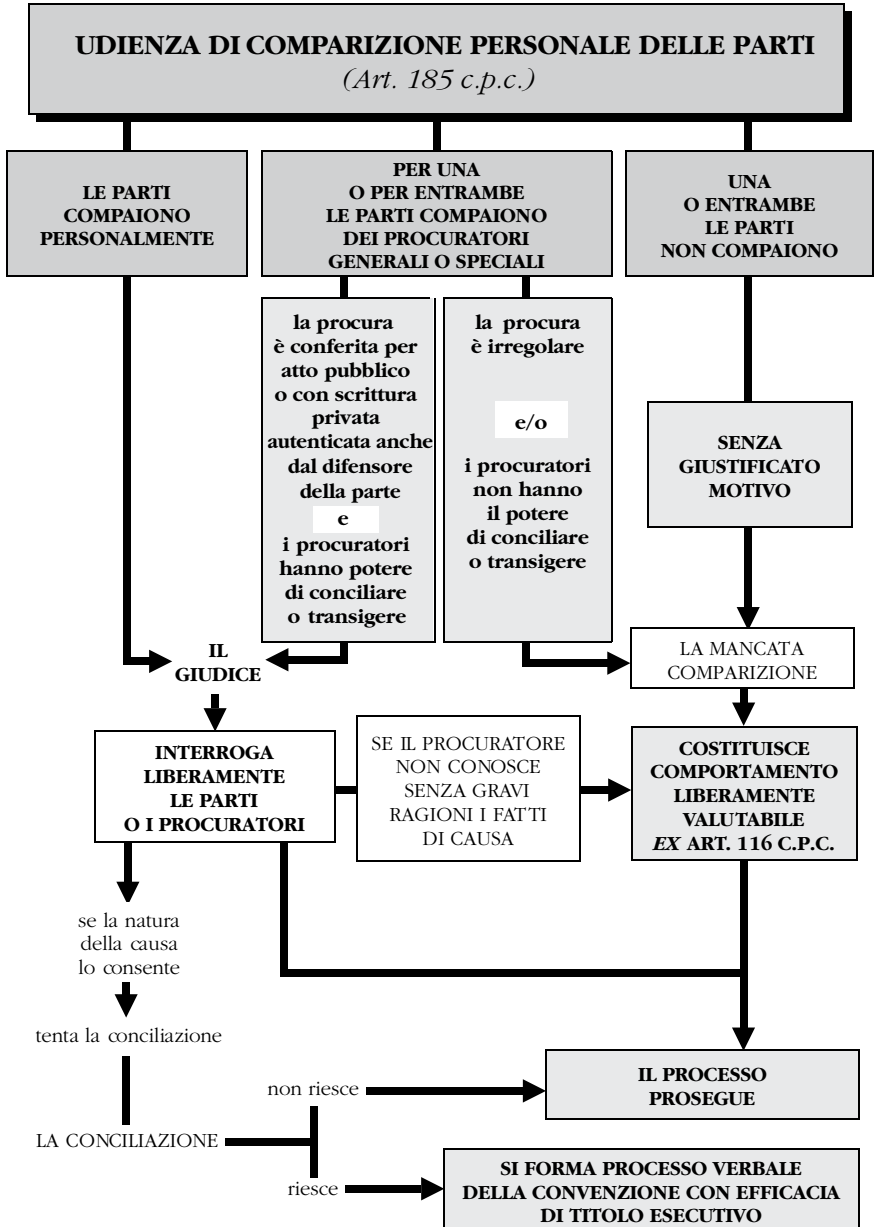 UDIENZA DI COMPARIZIONE PERSONALE DELLE PARTI
(Art. 185 c.p.c.)
LE PARTI
COMPAIONO
PERSONALMENTE
PER UNA
O PER ENTRAMBE
LE PARTI COMPAIONO
DEI PROCURATORI
GENERALI O SPECIALI
UNA
O ENTRAMBE
LE PARTI
NON COMPAIONO
la procura
è conferita per
atto pubblico
o con scrittura
privata
autenticata anche
dal difensore
della parte
e
i procuratori
hanno potere
di conciliare
o transigere
la procura
è irregolare
e/o
i procuratori
non hanno
il potere
di conciliare
o transigere
SENZA
GIUSTIFICATO
MOTIVO
IL
GIUDICE
LA MANCATA
COMPARIZIONE
INTERROGA
LIBERAMENTE
LE PARTI
O I PROCURATORI
SE IL PROCURATORE
NON CONOSCE
SENZA GRAVI
RAGIONI I FATTI
DI CAUSA
COSTITUISCE
COMPORTAMENTO
LIBERAMENTE
VALUTABILE
EX ART. 116 C.P.C.
se la natura
della causa
lo consente
tenta la conciliazione
LA CONCILIAZIONE
non riesce
IL PROCESSO
PROSEGUE
riesce
SI FORMA PROCESSO VERBALE
DELLA CONVENZIONE CON EFFICACIA
DI TITOLO ESECUTIVO